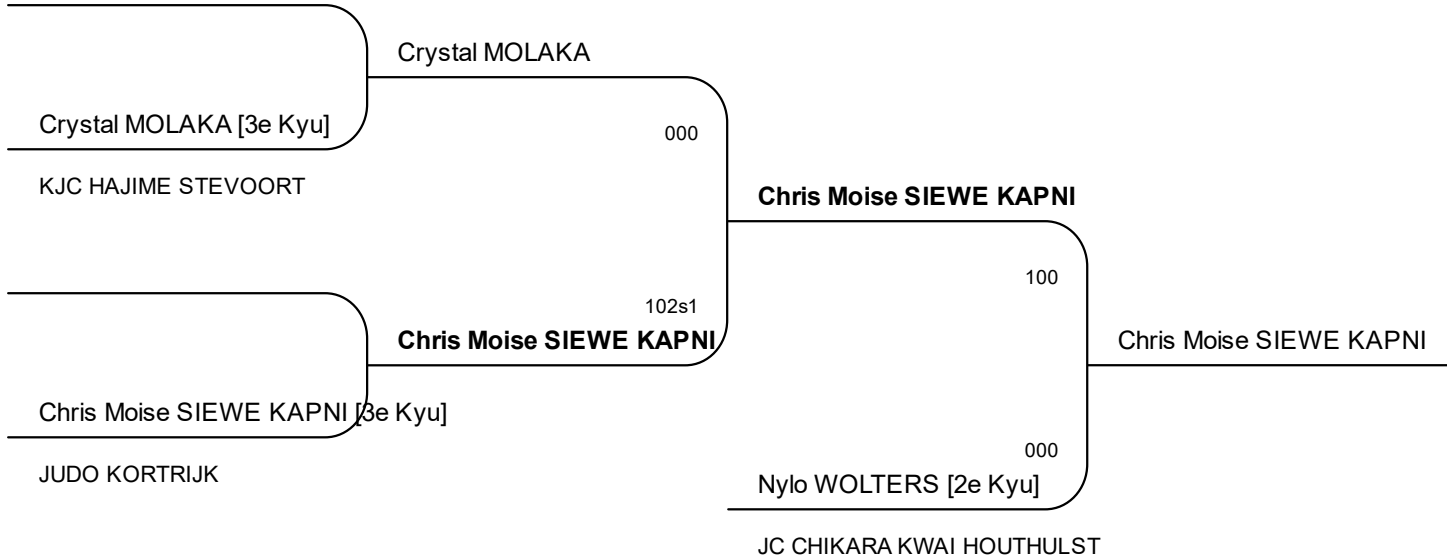 Crystal MOLAKA
Crystal MOLAKA [3e Kyu]
000
KJC HAJIME STEVOORT
Chris Moise SIEWE KAPNI
100
102s1
Chris Moise SIEWE KAPNI
Chris Moise SIEWE KAPNI
Chris Moise SIEWE KAPNI [3e Kyu]
000
JUDO KORTRIJK
Nylo WOLTERS [2e Kyu]
JC CHIKARA KWAI HOUTHULST